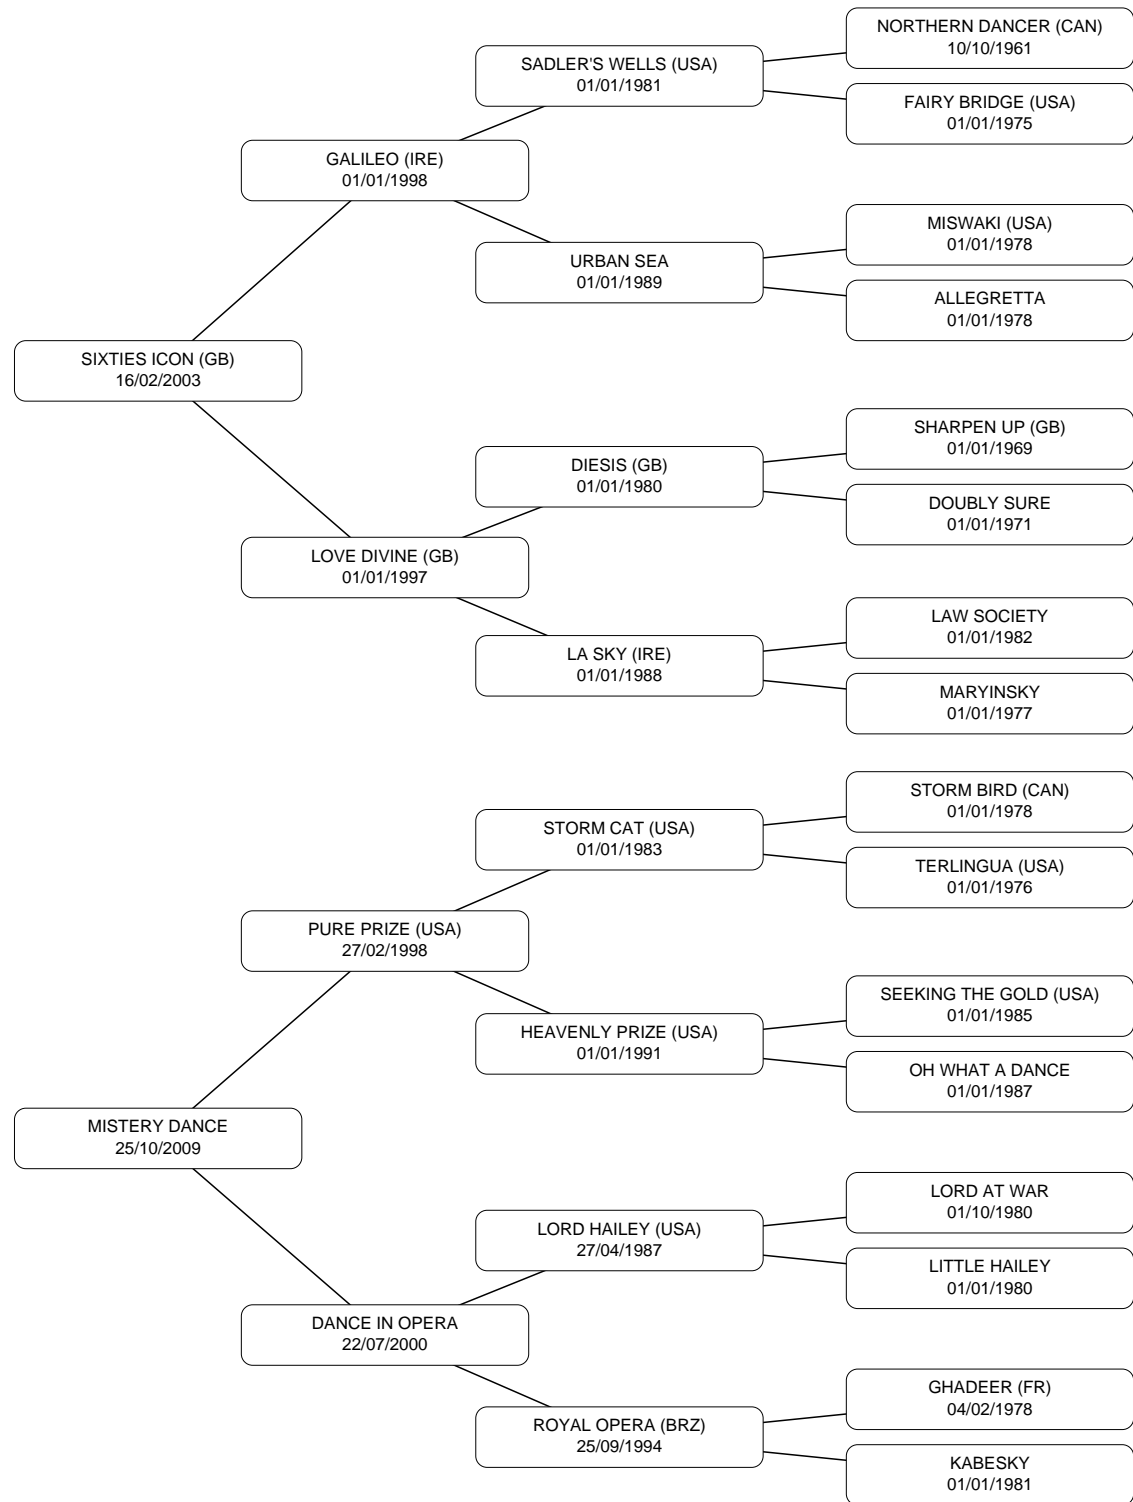 NORTHERN DANCER (CAN)
10/10/1961
SADLER'S WELLS (USA)
01/01/1981
FAIRY BRIDGE (USA)
01/01/1975
GALILEO (IRE)
01/01/1998
MISWAKI (USA)
01/01/1978
URBAN SEA
01/01/1989
ALLEGRETTA
01/01/1978
SIXTIES ICON (GB)
16/02/2003
SHARPEN UP (GB)
01/01/1969
DIESIS (GB)
01/01/1980
DOUBLY SURE
01/01/1971
LOVE DIVINE (GB)
01/01/1997
LAW SOCIETY
01/01/1982
LA SKY (IRE)
01/01/1988
MARYINSKY
01/01/1977
STORM BIRD (CAN)
01/01/1978
STORM CAT (USA)
01/01/1983
TERLINGUA (USA)
01/01/1976
PURE PRIZE (USA)
27/02/1998
SEEKING THE GOLD (USA)
01/01/1985
HEAVENLY PRIZE (USA)
01/01/1991
OH WHAT A DANCE
01/01/1987
MISTERY DANCE
25/10/2009
LORD AT WAR
01/10/1980
LORD HAILEY (USA)
27/04/1987
LITTLE HAILEY
01/01/1980
DANCE IN OPERA
22/07/2000
GHADEER (FR)
04/02/1978
ROYAL OPERA (BRZ)
25/09/1994
KABESKY
01/01/1981